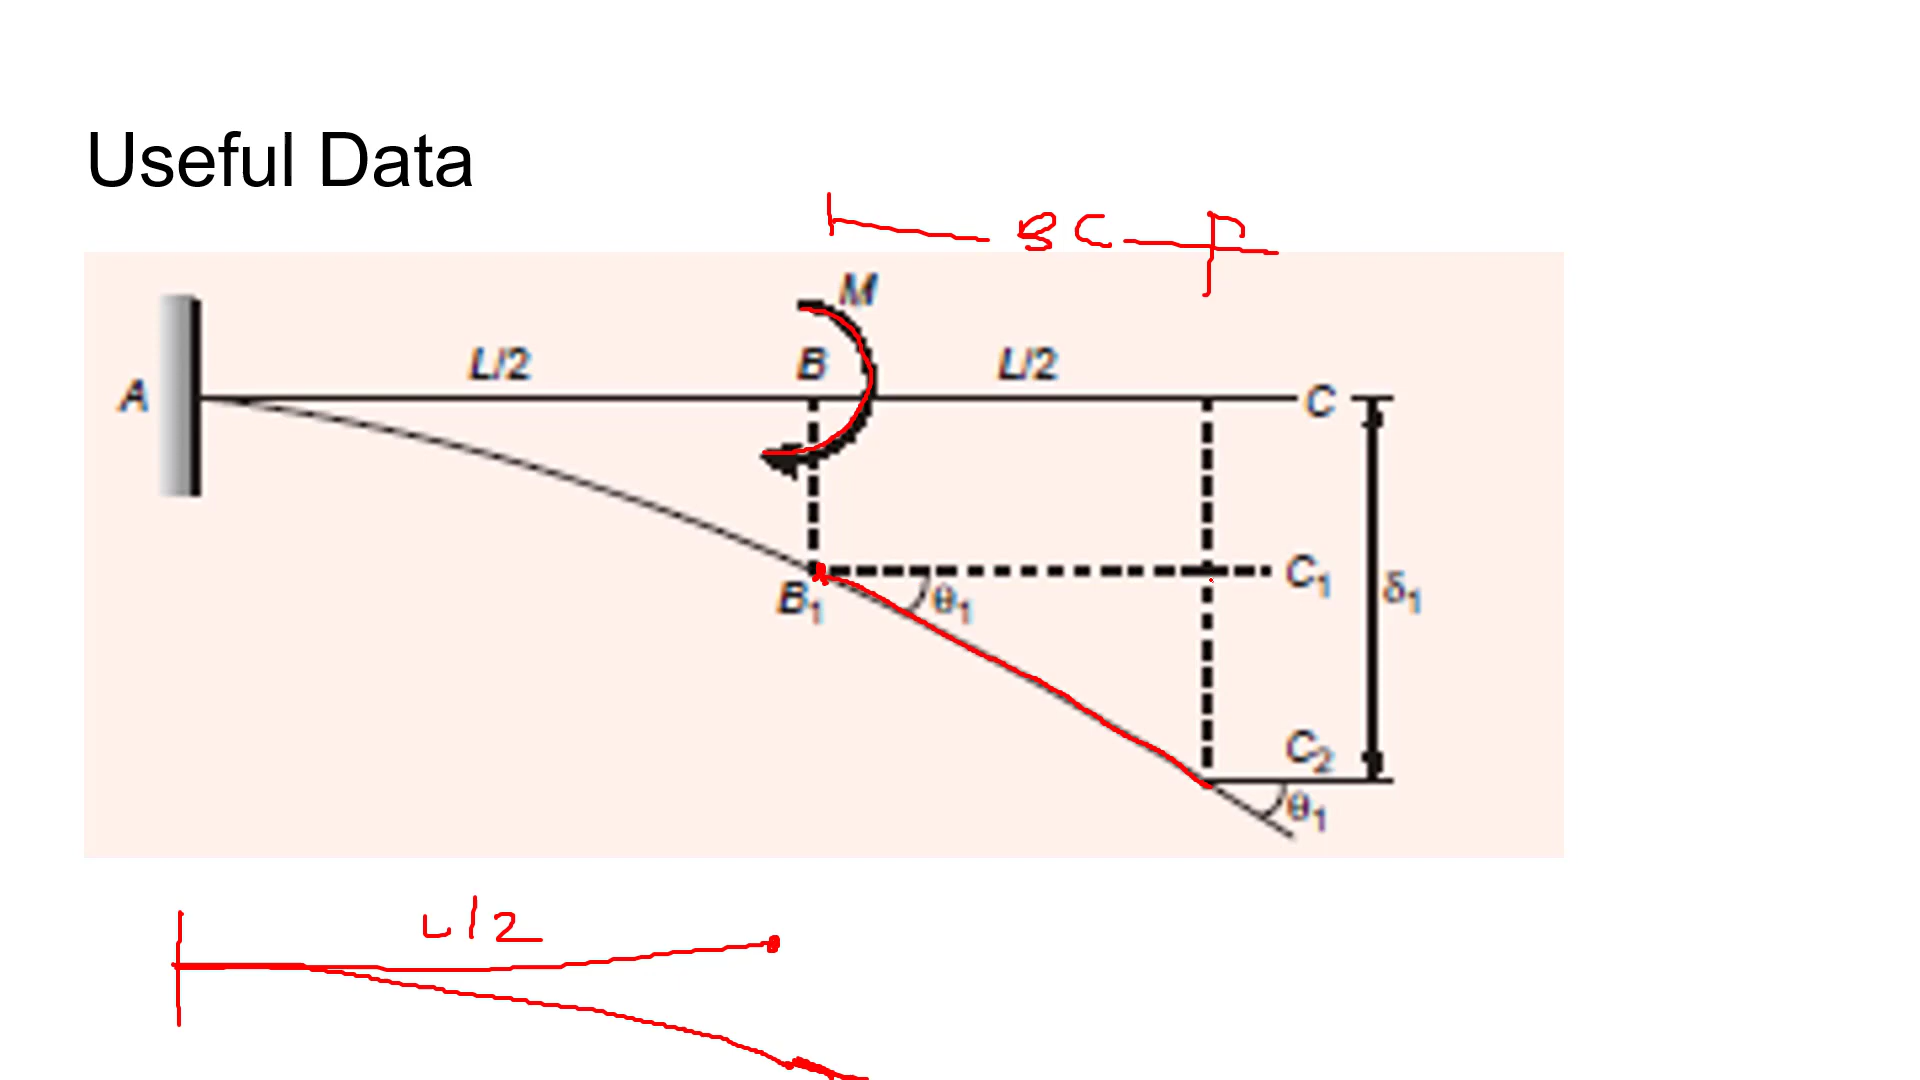 Useful Data
BC
M
L/2 B L/2
A C
C₁ δ₁
B₁ θ₁
C₂
θ₁
L/2